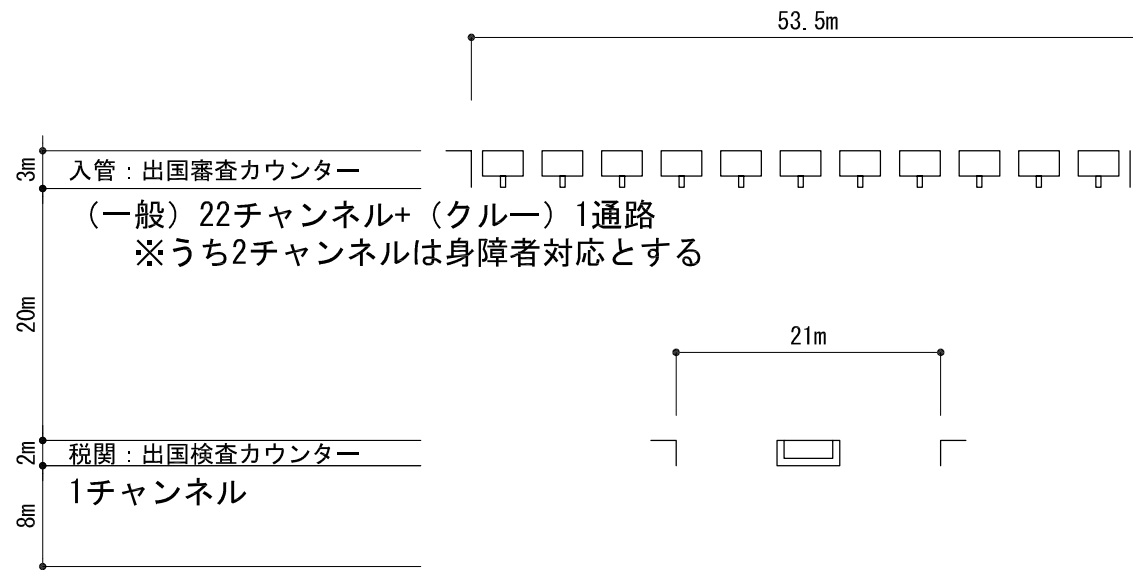 53.5m
3m
入管：出国審査カウンター
（一般）22チャンネル+（クルー）1通路
※うち2チャンネルは身障者対応とする
20m
21m
2m
税関：出国検査カウンター
1チャンネル
8m